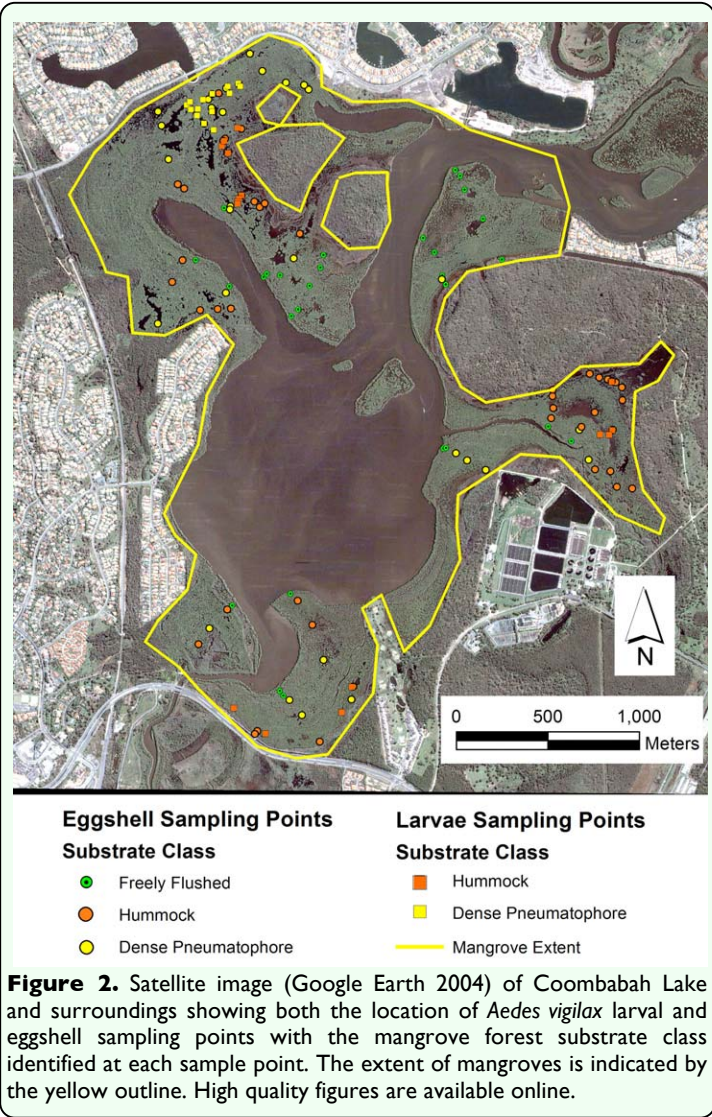 N
0 500 1,000
Meters
Eggshell Sampling Points
Substrate Class
Freely Flushed
Hummock
Dense Pneumatophore
Larvae Sampling Points
Substrate Class
Hummock
Dense Pneumatophore
Mangrove Extent
Figure 2. Satellite image (Google Earth 2004) of Coombabah Lake
and surroundings showing both the location of Aedes vigilax larval and
eggshell sampling points with the mangrove forest substrate class
identified at each sample point. The extent of mangroves is indicated by
the yellow outline. High quality figures are available online.